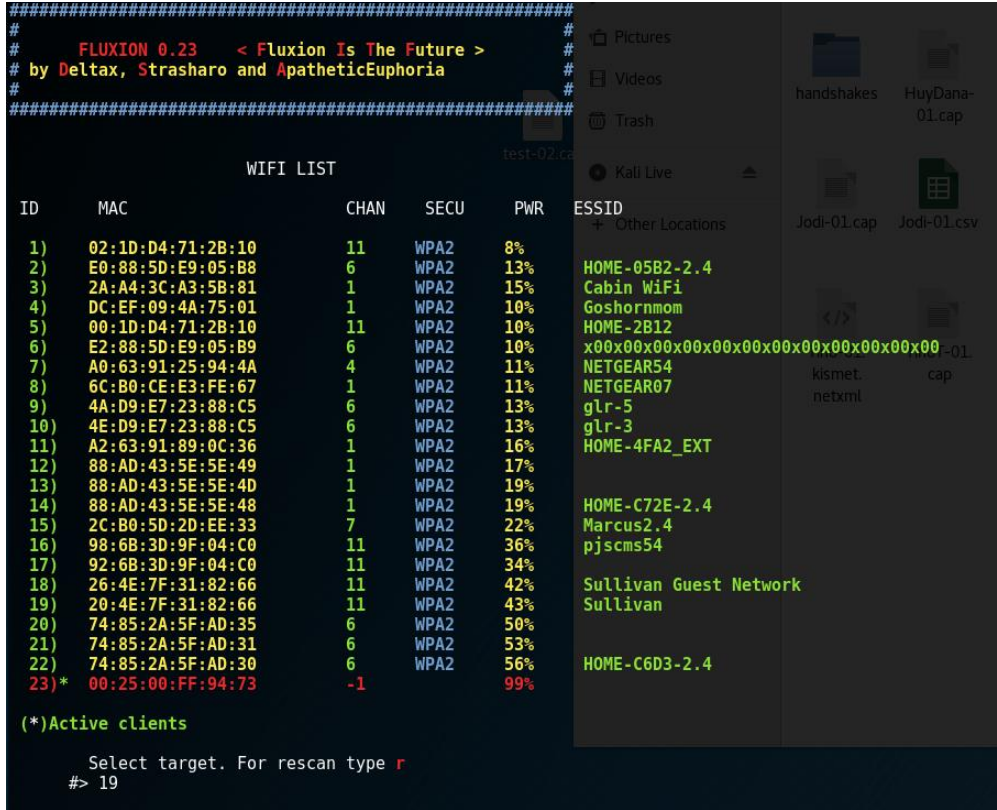 ##########################################################
#                                                        #
#      FLUXION 0.23    < Fluxion Is The Future >        #
# by Deltax, Strasharo and ApatheticEuphoria            #
#                                                        #
##########################################################
WIFI LIST
ID MAC CHAN SECU PWR ESSID
1) 02:1D:D4:71:2B:10 11 WPA2 8%
2) E0:88:5D:E9:05:B8 6 WPA2 13% HOME-05B2-2.4
3) 2A:A4:3C:A3:5B:81 1 WPA2 15% Cabin WiFi
4) DC:EF:09:4A:75:01 1 WPA2 10% Goshornmom
5) 00:1D:D4:71:2B:10 11 WPA2 10% HOME-2B12
6) E2:88:5D:E9:05:B9 6 WPA2 10% x00x00x00x00x00x00x00x00x00x00x00x00
7) A0:63:91:25:94:4A 4 WPA2 11% NETGEAR54
8) 6C:B0:CE:E3:FE:67 1 WPA2 11% NETGEAR07
9) 4A:D9:E7:23:88:C5 6 WPA2 13% glr-5
10) 4E:D9:E7:23:88:C5 6 WPA2 13% glr-3
11) A2:63:91:89:0C:36 1 WPA2 16% HOME-4FA2_EXT
12) 88:AD:43:5E:5E:49 1 WPA2 17%
13) 88:AD:43:5E:5E:4D 1 WPA2 19%
14) 88:AD:43:5E:5E:48 1 WPA2 19% HOME-C72E-2.4
15) 2C:B0:5D:2D:EE:33 7 WPA2 22% Marcus2.4
16) 98:6B:3D:9F:04:C0 11 WPA2 36% pjscms54
17) 92:6B:3D:9F:04:C0 11 WPA2 34%
18) 26:4E:7F:31:82:66 11 WPA2 42% Sullivan Guest Network
19) 20:4E:7F:31:82:66 11 WPA2 43% Sullivan
20) 74:85:2A:5F:AD:35 6 WPA2 50%
21) 74:85:2A:5F:AD:31 6 WPA2 53%
22) 74:85:2A:5F:AD:30 6 WPA2 56% HOME-C6D3-2.4
23)* 00:25:00:FF:94:73 -1 99%
(*)Active clients
Select target. For rescan type r
#> 19
Pictures
Videos
Trash
Kali Live
+ Other Locations
handshakes
HuyDana-
01.cap
Jodi-01.cap
Jodi-01.csv
kismet.
netxml
cap